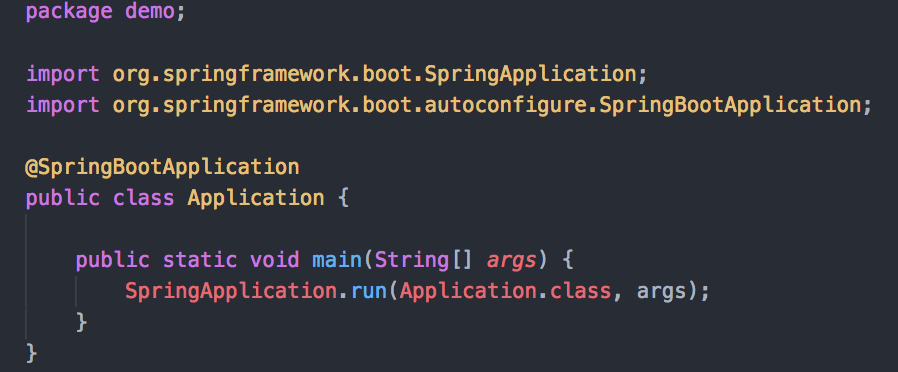 package demo;
import org.springframework.boot.SpringApplication;
import org.springframework.boot.autoconfigure.SpringBootApplication;
@SpringBootApplication
public class Application {
public static void main(String[] args) {
SpringApplication.run(Application.class, args);
}
}